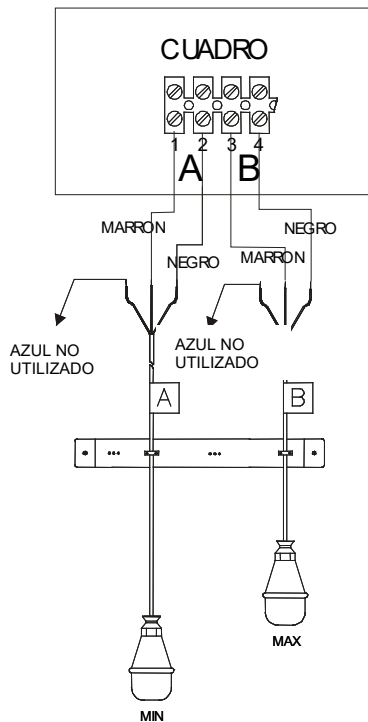 CUADRO
1 2 3 4
A B
MARRON
NEGRO
NEGRO
MARRON
AZUL NO
UTILIZADO
AZUL NO
UTILIZADO
A
B
MAX
MIN